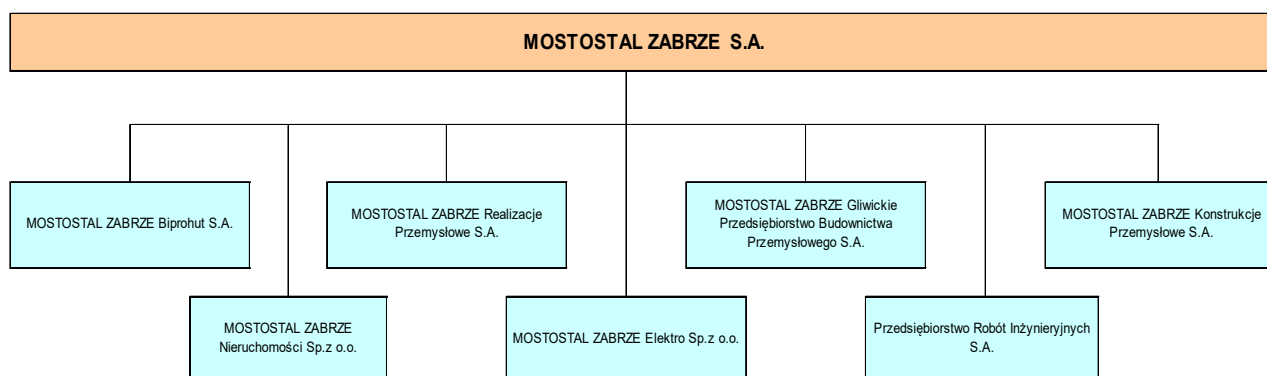 MOSTOSTAL ZABRZE S.A.
MOSTOSTAL ZABRZE Biprohut S.A.
MOSTOSTAL ZABRZE Realizacje
Przemysłowe S.A.
MOSTOSTAL ZABRZE Gliwickie
Przedsiębiorstwo Budownictwa
Przemysłowego S.A.
MOSTOSTAL ZABRZE Konstrukcje
Przemysłowe S.A.
MOSTOSTAL ZABRZE
Nieruchomości Sp.z o.o.
MOSTOSTAL ZABRZE Elektro Sp.z o.o.
Przedsiębiorstwo Robót Inżynieryjnych
S.A.